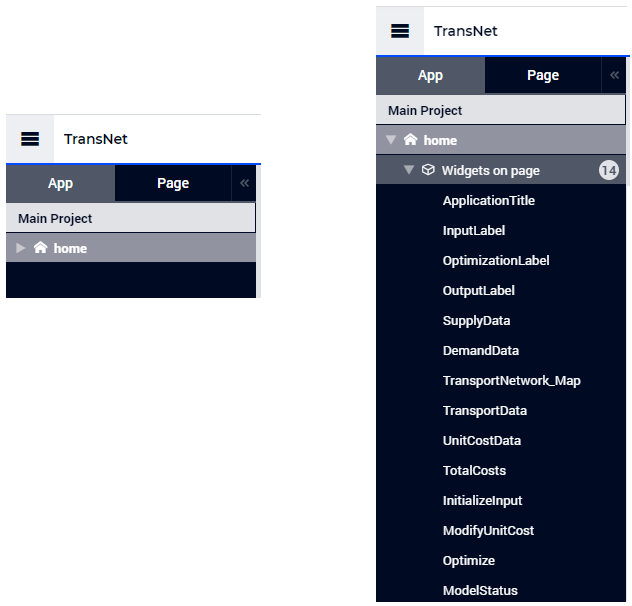 TransNet
App Page «
Main Project
home
TransNet
App Page «
Main Project
home
Widgets on page 14
ApplicationTitle
InputLabel
OptimizationLabel
OutputLabel
SupplyData
DemandData
TransportNetwork_Map
TransportData
UnitCostData
TotalCosts
InitializeInput
ModifyUnitCost
Optimize
ModelStatus